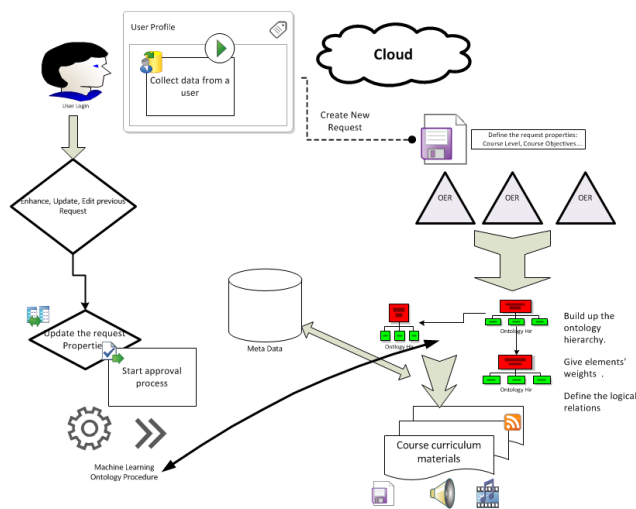 User Profile
Collect data from a
user
Cloud
User Login
Create New
Request
Define the request properties:
Course Level, Course Objectives....
OER
OER
OER
Enhance, Update, Edit previous
Request
Update the request
Properties
Start approval
process
Meta Data
Ontlogy Hir
Ontology Hir
Ontology Hir
Build up the
ontology
hierarchy.
Give elements'
weights .
Define the logical
relations
Course curriculum
materials
Machine Learning
Ontology Procedure